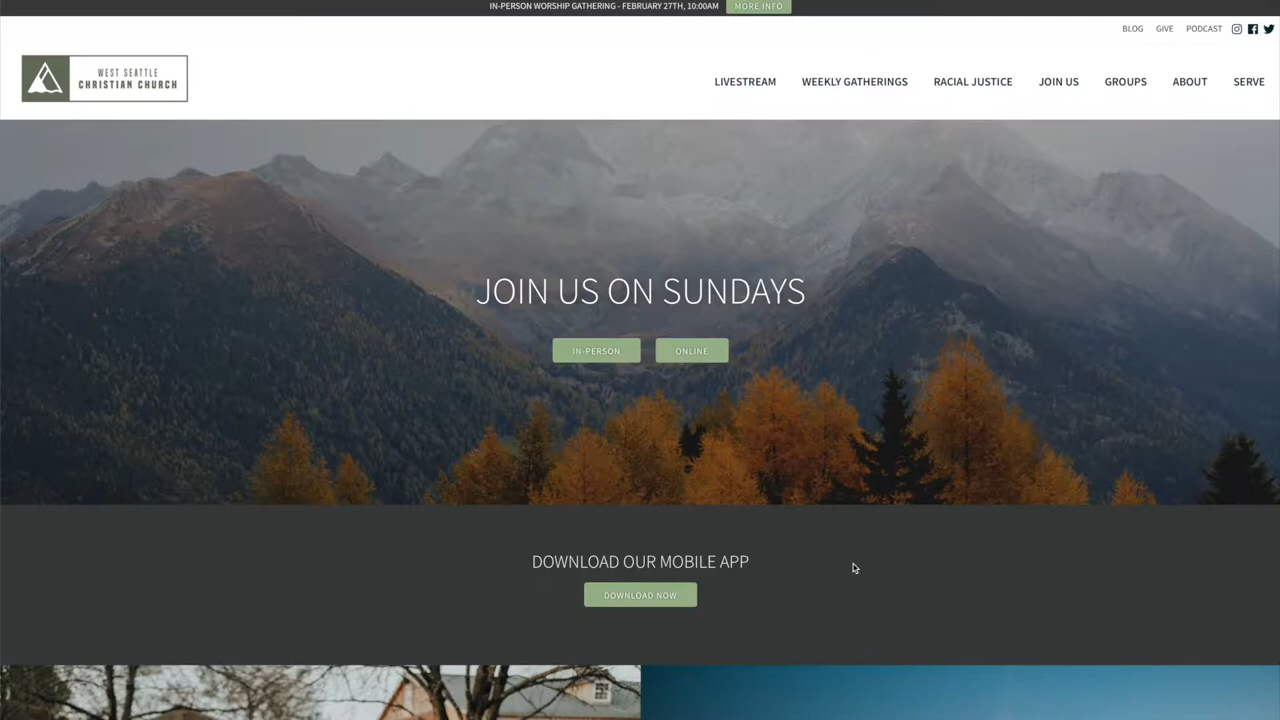 IN-PERSON WORSHIP GATHERING - FEBRUARY 27TH, 10:00AM MORE INFO
BLOG GIVE PODCAST
WEST SEATTLE
CHRISTIAN CHURCH
LIVESTREAM WEEKLY GATHERINGS RACIAL JUSTICE JOIN US GROUPS ABOUT SERVE
JOIN US ON SUNDAYS
IN-PERSON ONLINE
DOWNLOAD OUR MOBILE APP
DOWNLOAD NOW